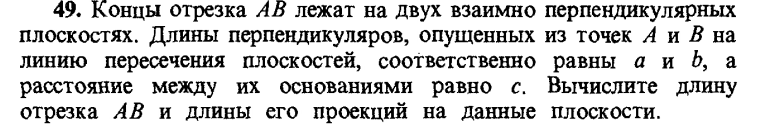 49. Концы отрезка AB лежат на двух взаимно перпендикулярных
плоскостях. Длины перпендикуляров, опущенных из точек A и B на
линию пересечения плоскостей, соответственно равны a и b, а
расстояние между их основаниями равно c. Вычислите длину
отрезка AB и длины его проекций на данные плоскости.